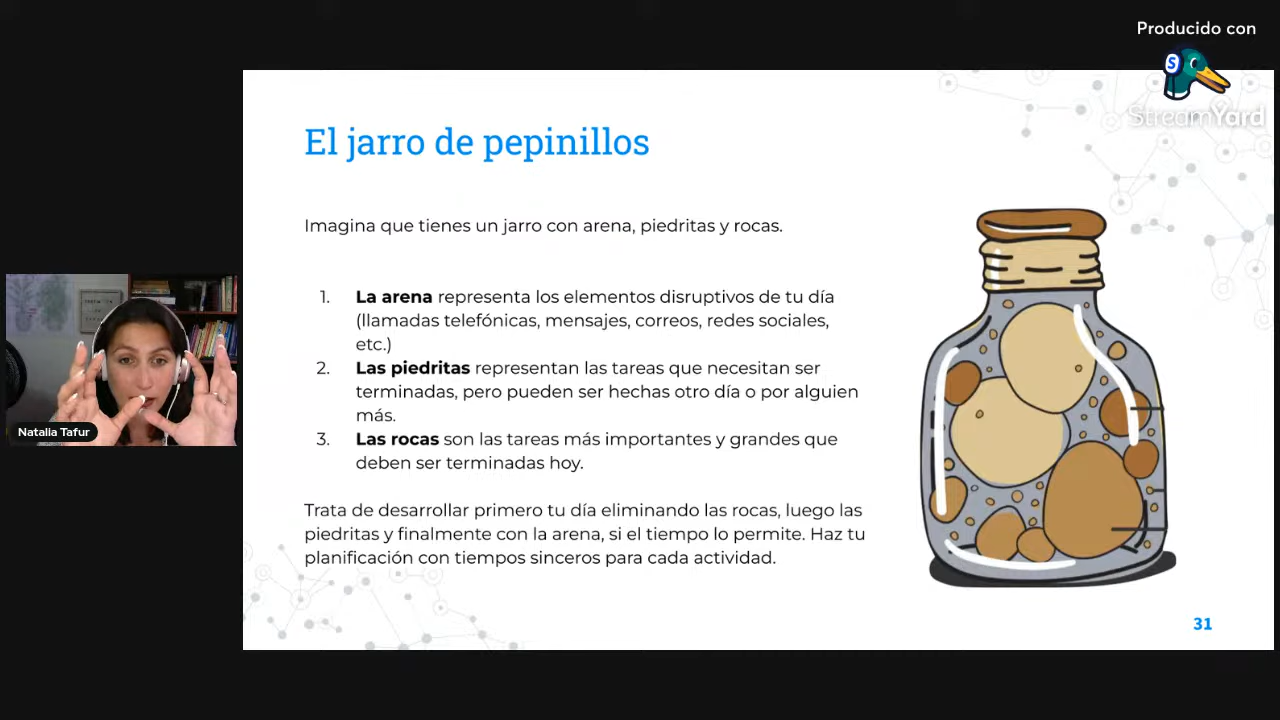 Producido con
S
StreamYard
El jarro de pepinillos
Imagina que tienes un jarro con arena, piedritas y rocas.
1. La arena representa los elementos disruptivos de tu día
(llamadas telefónicas, mensajes, correos, redes sociales,
etc.)
2. Las piedritas representan las tareas que necesitan ser
terminadas, pero pueden ser hechas otro día o por alguien
más.
3. Las rocas son las tareas más importantes y grandes que
deben ser terminadas hoy.
Trata de desarrollar primero tu día eliminando las rocas, luego las
piedritas y finalmente con la arena, si el tiempo lo permite. Haz tu
planificación con tiempos sinceros para cada actividad.
Natalia Tafur
31